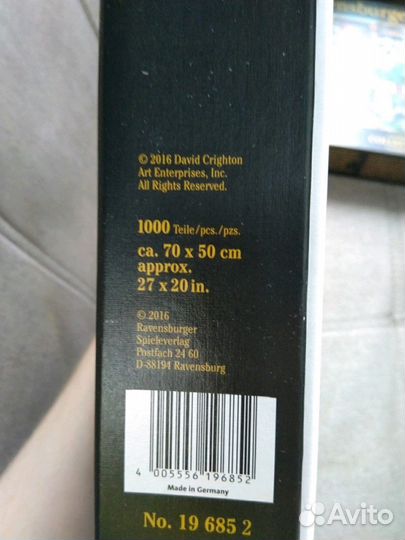 © 2016 David Crighton
Art Enterprises, Inc.
All Rights Reserved.
1000 Teile/pcs./pzs.
ca. 70 x 50 cm
approx.
27 x 20 in.
© 2016
Ravensburger
Spieleverlag
Postfach 24 60
D-88194 Ravensburg
4 005556 196852
Made in Germany
No. 19 685 2
Avito